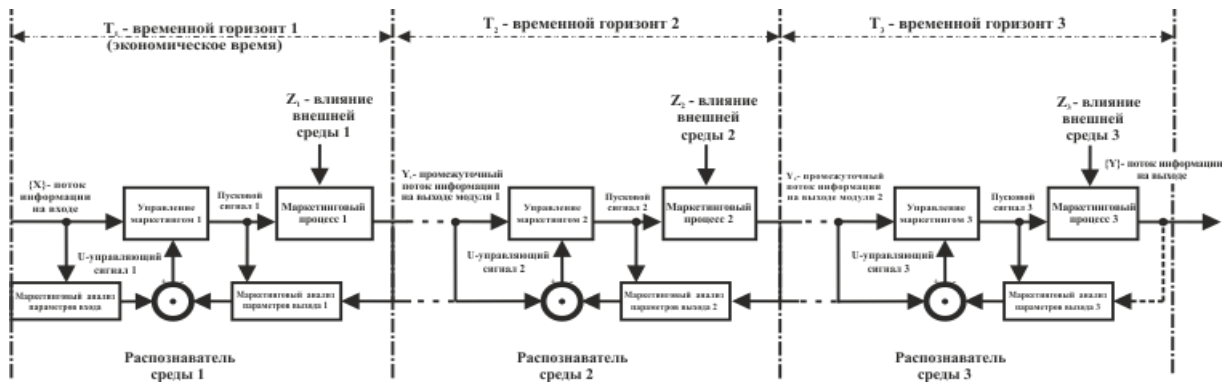 T₁ - временной горизонт 1
(экономическое время)
T₂ - временной горизонт 2
T₃ - временной горизонт 3
Z₁ - влияние
внешней
среды 1
Z₂ - влияние
внешней
среды 2
Z₃ - влияние
внешней
среды 3
{X}- поток
информации
на входе
Управление
маркетингом 1
Пусковой
сигнал 1
Маркетинговый
процесс 1
Y₁- промежуточный
поток информации
на выходе модули 1
Управление
маркетингом 2
Пусковой
сигнал 2
Маркетинговый
процесс 2
Y₂- промежуточный
поток информации
на выходе модули 2
Управление
маркетингом 3
Пусковой
сигнал 3
Маркетинговый
процесс 3
{Y}- поток информации
на выходе
U-управляющий
сигнал 1
Маркетинговый анализ
параметров входа
Маркетинговый анализ
параметров выхода 1
U-управляющий
сигнал 2
Маркетинговый анализ
параметров выхода 2
U-управляющий
сигнал 3
Маркетинговый анализ
параметров выхода 3
Распознаватель
среды 1
Распознаватель
среды 2
Распознаватель
среды 3